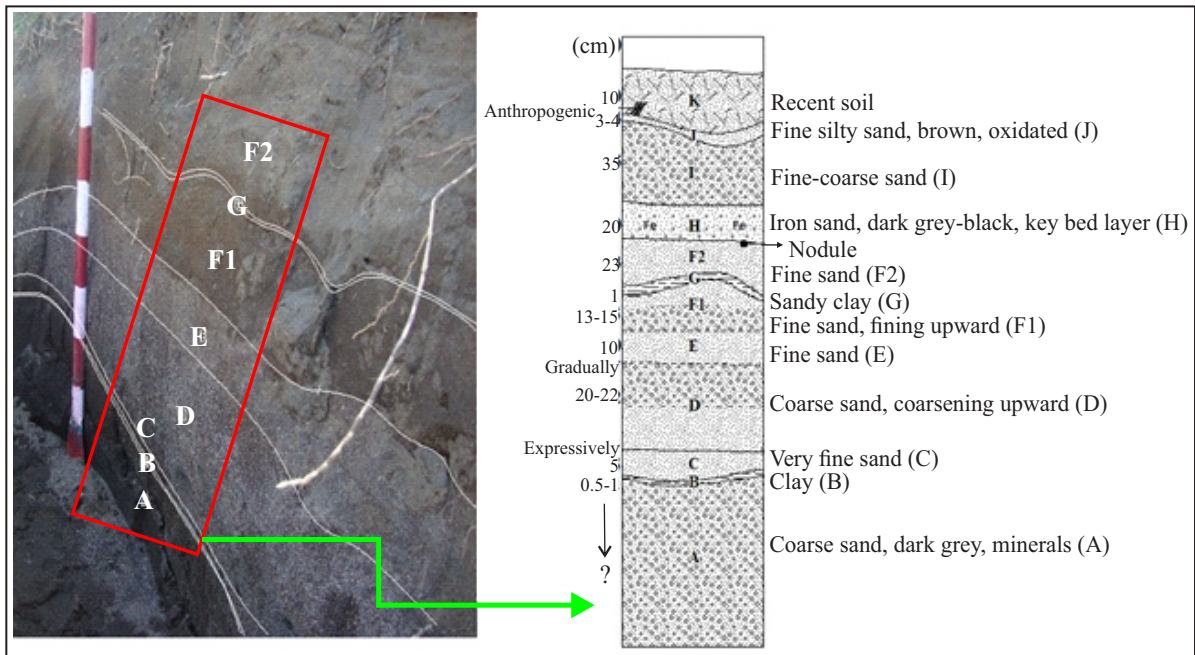 F2
G
F1
E
D
C
B
A
(cm)
10
Anthropogenic
3-4
35
20
23
1
13-15
10
Gradually
20-22
Expressively
5
0.5-1
?
K
J
I
Fe H Fe
F2
G
F1
E
D
C
B
A
Recent soil
Fine silty sand, brown, oxidated (J)
Fine-coarse sand (I)
Iron sand, dark grey-black, key bed layer (H)
Nodule
Fine sand (F2)
Sandy clay (G)
Fine sand, fining upward (F1)
Fine sand (E)
Coarse sand, coarsening upward (D)
Very fine sand (C)
Clay (B)
Coarse sand, dark grey, minerals (A)